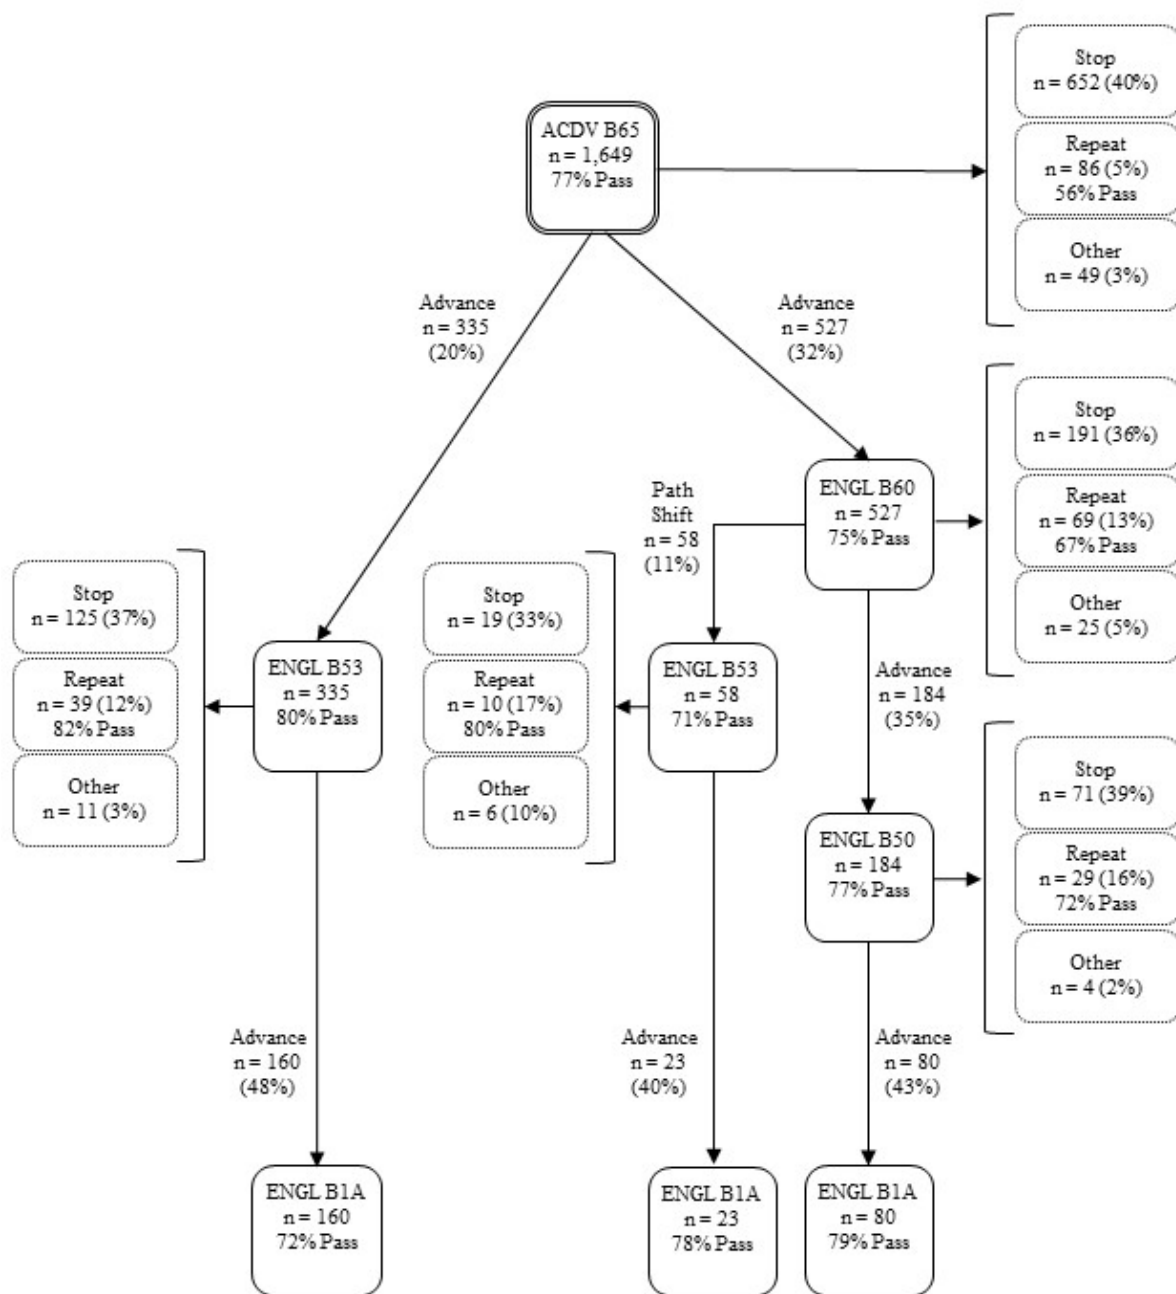 ACDV B65
n = 1,649
77% Pass
Stop
n = 652 (40%)
Repeat
n = 86 (5%)
56% Pass
Other
n = 49 (3%)
Advance
n = 335
(20%)
Advance
n = 527
(32%)
ENGL B60
n = 527
75% Pass
Stop
n = 191 (36%)
Repeat
n = 69 (13%)
67% Pass
Other
n = 25 (5%)
Path
Shift
n = 58
(11%)
Advance
n = 184
(35%)
Stop
n = 125 (37%)
Repeat
n = 39 (12%)
82% Pass
Other
n = 11 (3%)
ENGL B53
n = 335
80% Pass
Stop
n = 19 (33%)
Repeat
n = 10 (17%)
80% Pass
Other
n = 6 (10%)
ENGL B53
n = 58
71% Pass
ENGL B50
n = 184
77% Pass
Stop
n = 71 (39%)
Repeat
n = 29 (16%)
72% Pass
Other
n = 4 (2%)
Advance
n = 160
(48%)
Advance
n = 23
(40%)
Advance
n = 80
(43%)
ENGL B1A
n = 160
72% Pass
ENGL B1A
n = 23
78% Pass
ENGL B1A
n = 80
79% Pass